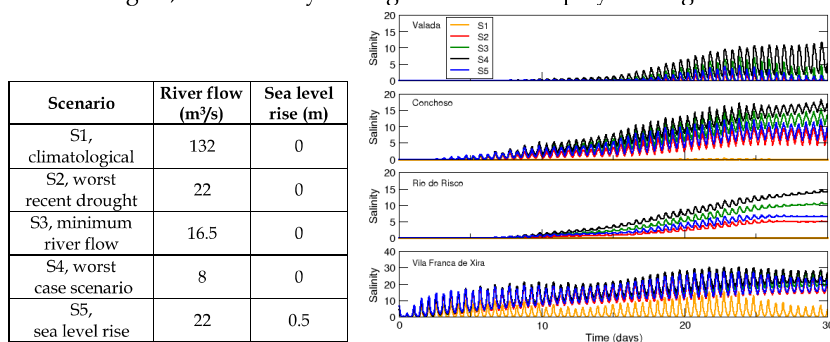 Scenario River flow (m³/s) Sea level rise (m)
S1, climatological 132 0
S2, worst recent drought 22 0
S3, minimum river flow 16.5 0
S4, worst case scenario 8 0
S5, sea level rise 22 0.5
Valada
S1
S2
S3
S4
S5
Salinity
20
15
10
5
0
Conchoso
Salinity
20
15
10
5
0
Rio do Risco
Salinity
20
15
10
5
0
Vila Franca de Xira
Salinity
40
30
20
10
0
0 10 20 30
Time (days)